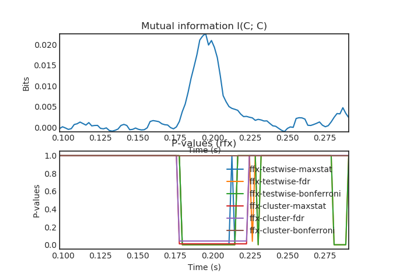 Mutual information I(C; C)
0.020
0.015
0.010
0.005
0.000
Bits
0.100 0.125 0.150 0.175 0.200 0.225 0.250 0.275
Time (s)
P-values (rfx)
1.0
0.8
0.6
0.4
0.2
0.0
P-values
ffx-testwise-maxstat
ffx-testwise-fdr
ffx-testwise-bonferroni
ffx-cluster-maxstat
ffx-cluster-fdr
ffx-cluster-bonferroni
0.100 0.125 0.150 0.175 0.200 0.225 0.250 0.275
Time (s)